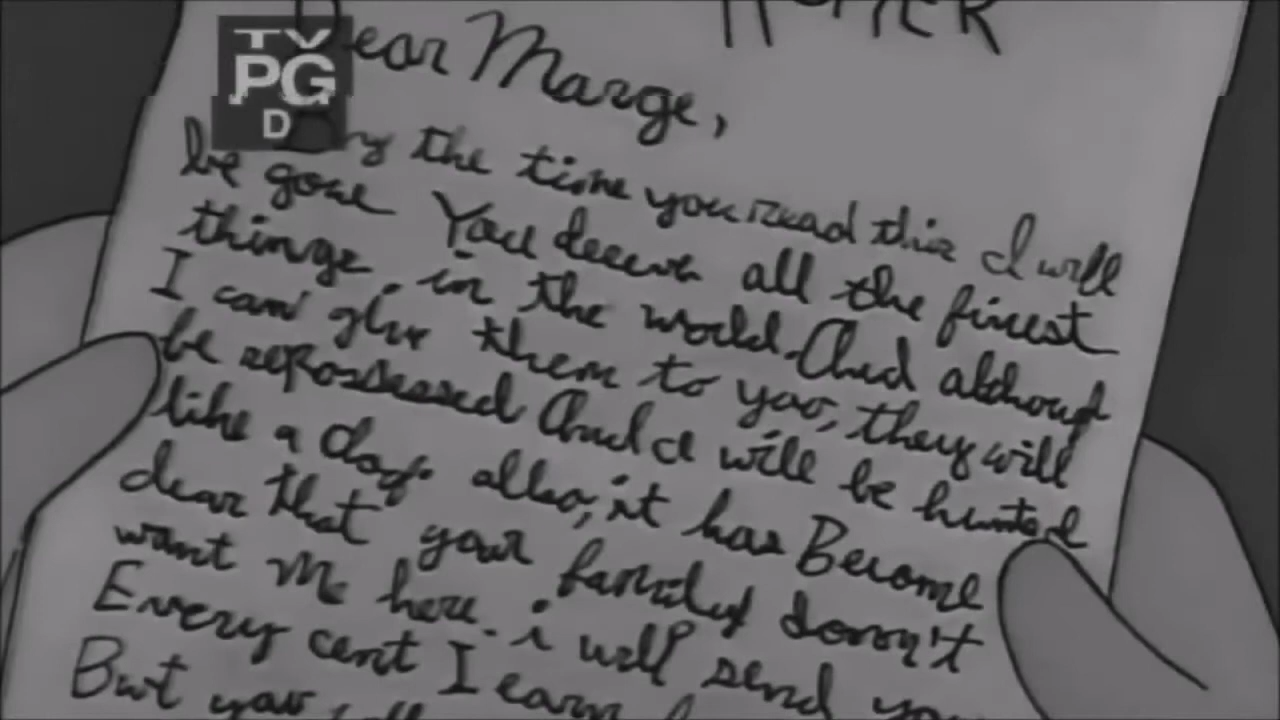 HOMER
TV
PG
D
Dear Marge,
By the time you read this I will
be gone You deserve all the finest
things in the world. And although
I can give them to you, they will
be repossessed And I will be hunted
like a dog. also, it has Become
clear that your family doesn't
want Me here. i will send you
Every cent I earn
But you